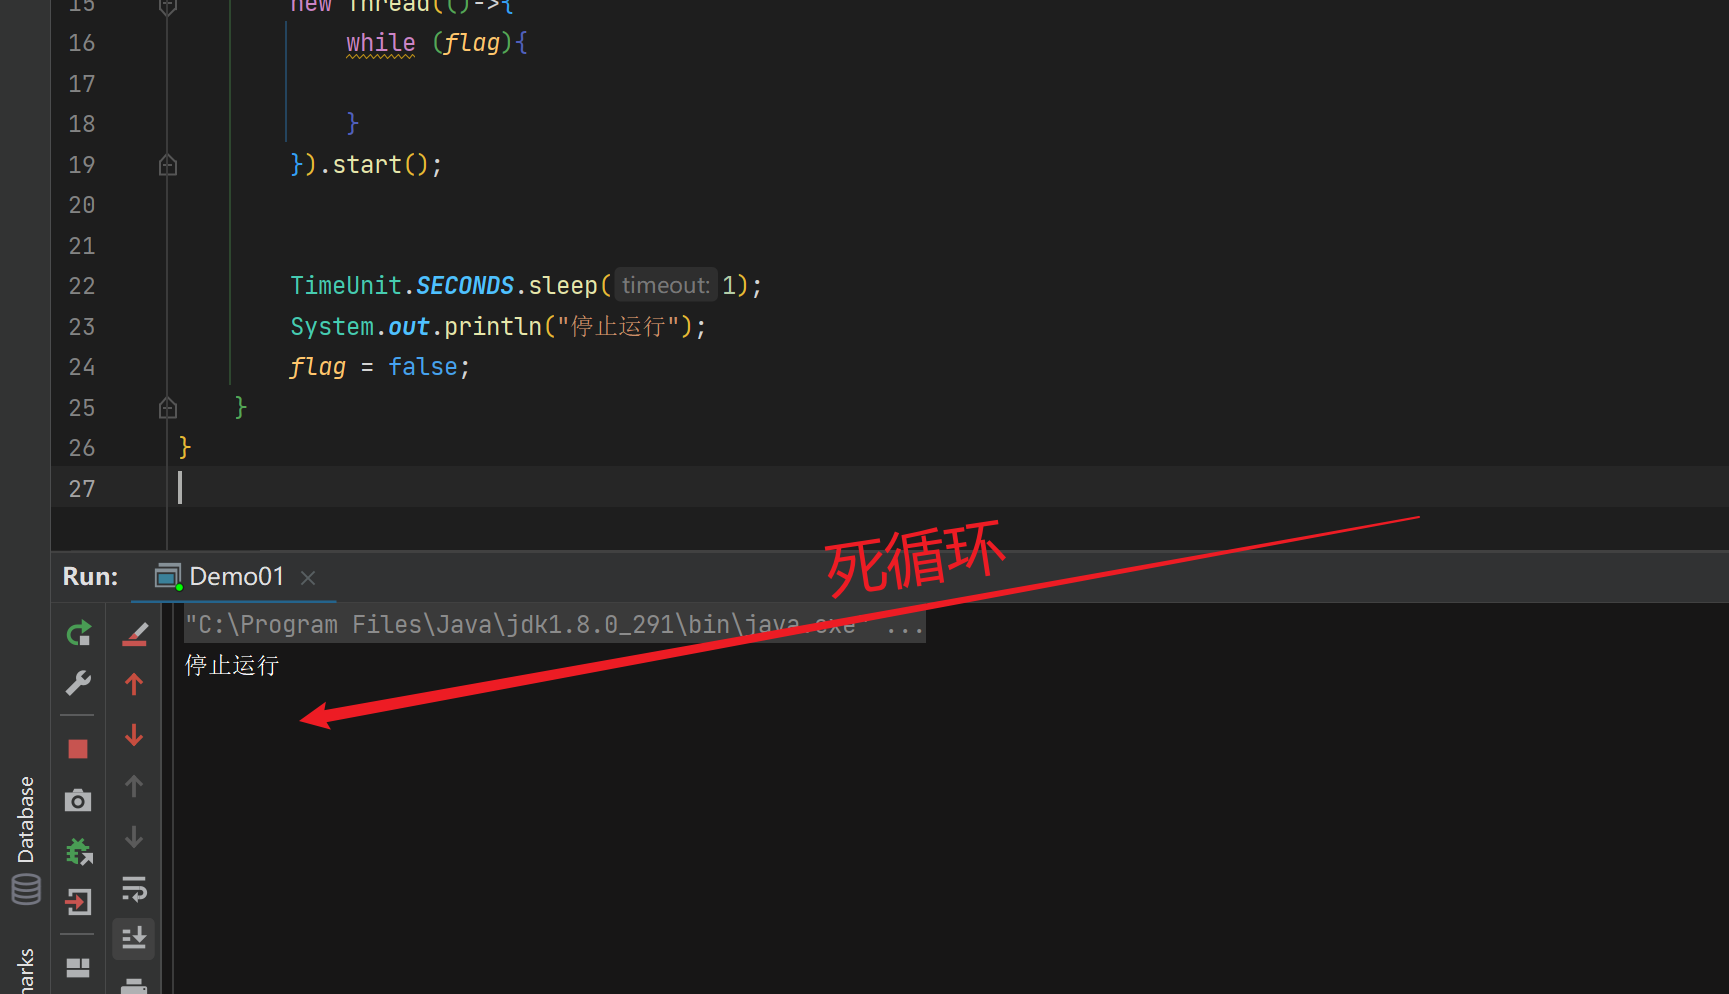 15 new Thread(()->{
16 while (flag){
17
18 }
19 }).start();
20
21
22 TimeUnit.SECONDS.sleep( timeout: 1);
23 System.out.println("停止运行");
24 flag = false;
25 }
26 }
27
死循环
Run: Demo01
"C:\Program Files\Java\jdk1.8.0_291\bin\java.exe" ...
停止运行
Database